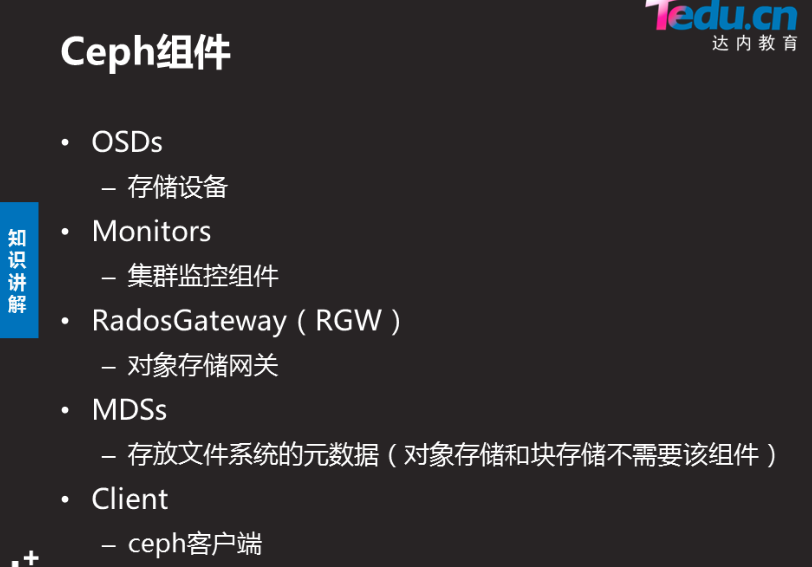 Tedu.cn
达内教育
Ceph组件
• OSDs
– 存储设备
• Monitors
– 集群监控组件
• RadosGateway（RGW）
– 对象存储网关
• MDSs
– 存放文件系统的元数据（对象存储和块存储不需要该组件）
• Client
– ceph客户端
知识讲解